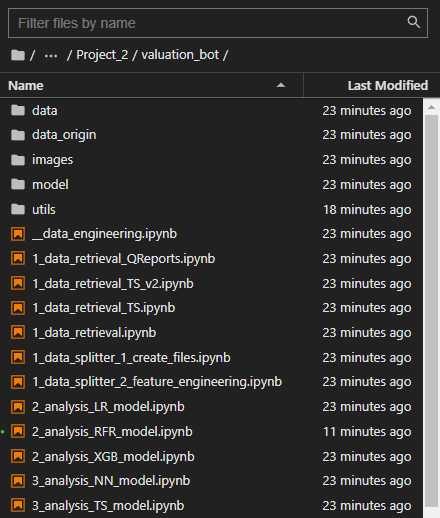 Filter files by name
/ ··· / Project_2 / valuation_bot /
Name Last Modified
data 23 minutes ago
data_origin 23 minutes ago
images 23 minutes ago
model 23 minutes ago
utils 18 minutes ago
__data_engineering.ipynb 23 minutes ago
1_data_retrieval_QReports.ipynb 23 minutes ago
1_data_retrieval_TS_v2.ipynb 23 minutes ago
1_data_retrieval_TS.ipynb 23 minutes ago
1_data_retrieval.ipynb 23 minutes ago
1_data_splitter_1_create_files.ipynb 23 minutes ago
1_data_splitter_2_feature_engineering.ipynb 23 minutes ago
2_analysis_LR_model.ipynb 23 minutes ago
2_analysis_RFR_model.ipynb 11 minutes ago
2_analysis_XGB_model.ipynb 23 minutes ago
3_analysis_NN_model.ipynb 23 minutes ago
3_analysis_TS_model.ipynb 23 minutes ago